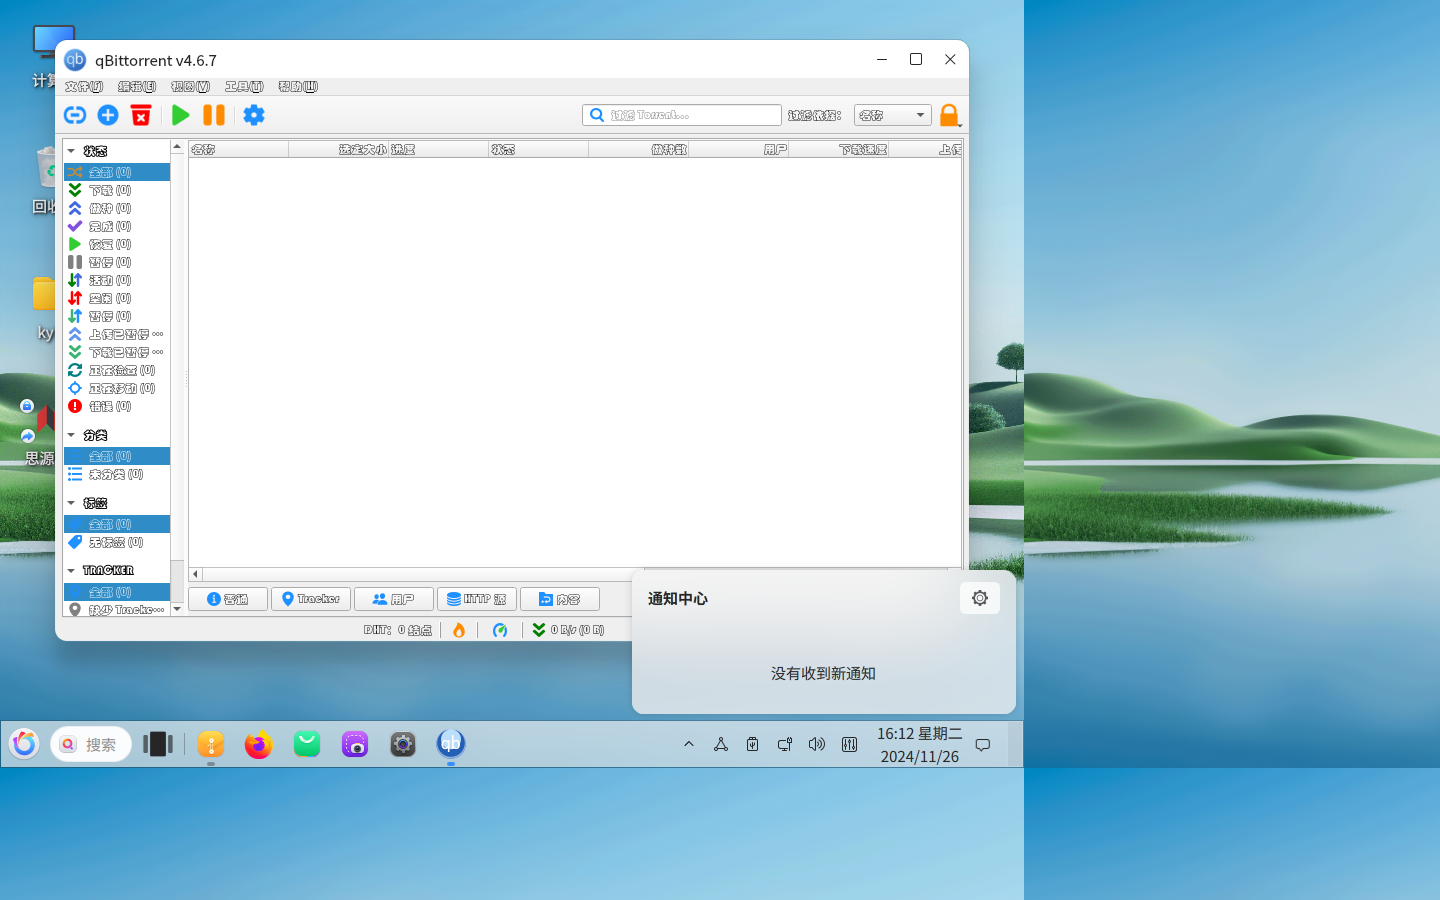 qBittorrent v4.6.7
文件(F) 编辑(E) 视图(V) 工具(T) 帮助(H)
过滤 Torrent... 过滤依据: 名称
状态
名称 选定大小 进度 状态 做种数 用户 下载速度 上传
全部 (0)
下载 (0)
做种 (0)
完成 (0)
恢复 (0)
暂停 (0)
活动 (0)
空闲 (0)
暂停 (0)
上传已暂停 …
下载已暂停 …
正在检查 (0)
正在移动 (0)
错误 (0)
分类
全部 (0)
未分类 (0)
标签
全部 (0)
无标签 (0)
TRACKER
全部 (0)
缺少 Tracke…
普通 Tracker 用户 HTTP 源 内容
DHT: 0 结点 0 B/s (0 B)
通知中心
没有收到新通知
计算
回收
ky
思源
搜索
16:12 星期二
2024/11/26